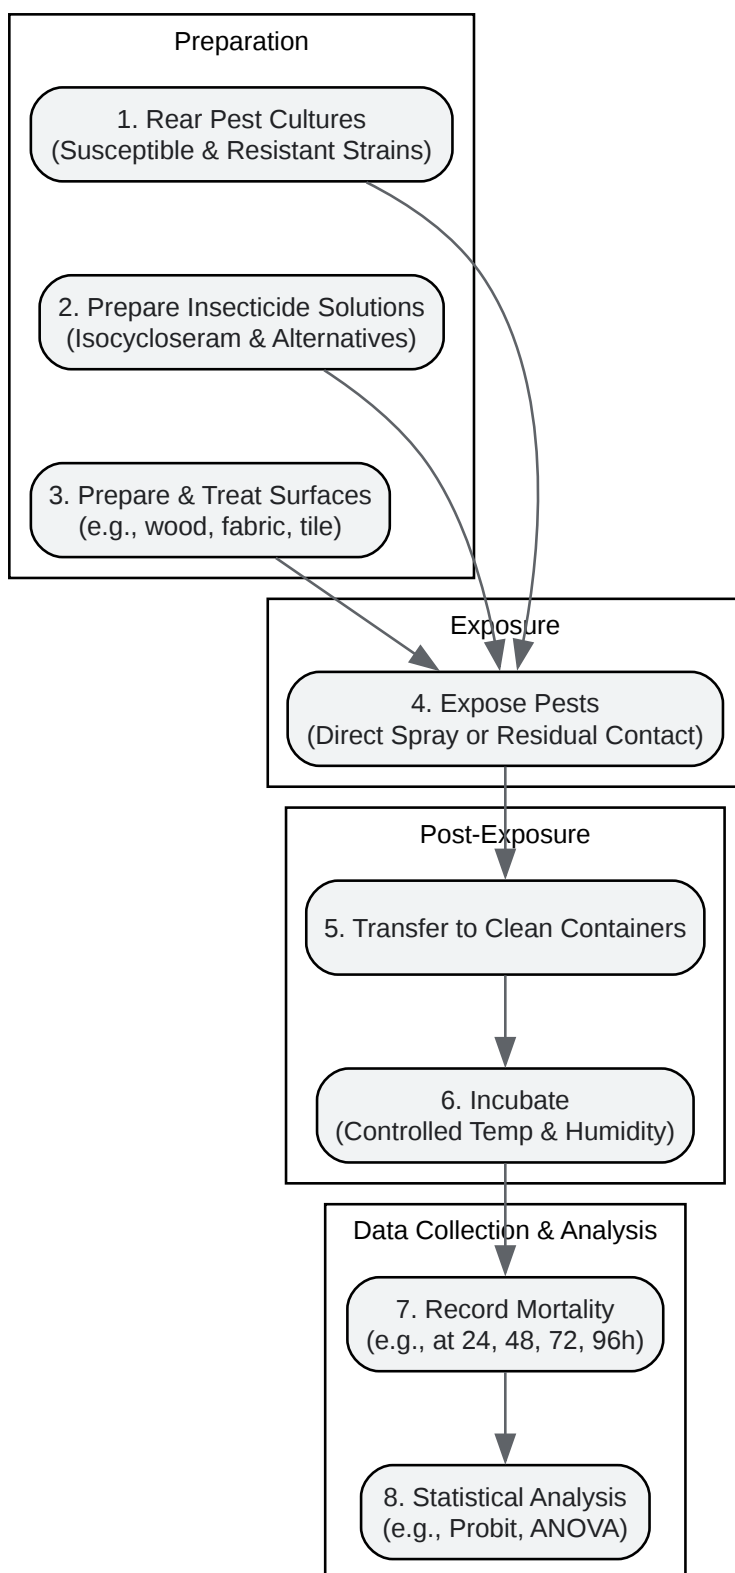 Preparation
1. Rear Pest Cultures
(Susceptible & Resistant Strains)
2. Prepare Insecticide Solutions
(Isocycloseram & Alternatives)
3. Prepare & Treat Surfaces
(e.g., wood, fabric, tile)
Exposure
4. Expose Pests
(Direct Spray or Residual Contact)
Post-Exposure
5. Transfer to Clean Containers
6. Incubate
(Controlled Temp & Humidity)
Data Collection & Analysis
7. Record Mortality
(e.g., at 24, 48, 72, 96h)
8. Statistical Analysis
(e.g., Probit, ANOVA)